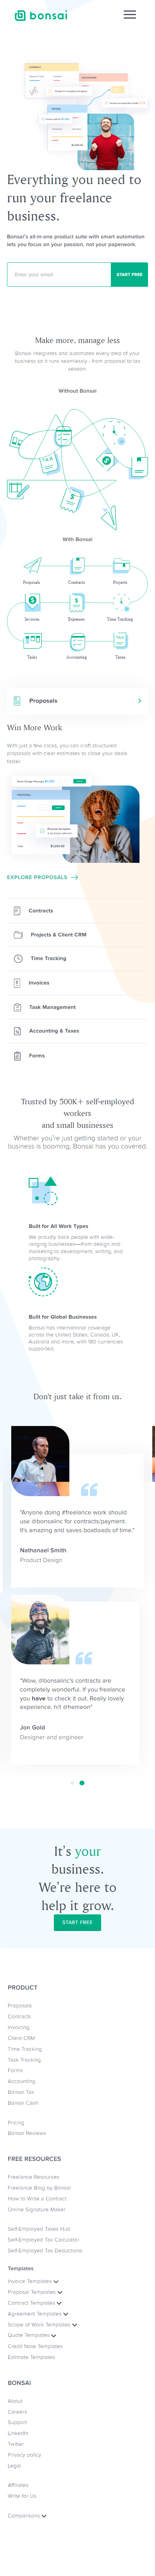 bonsai
Everything you need to
run your freelance
business.
Bonsai's all-in-one product suite with smart automation
lets you focus on your passion, not your paperwork.
Enter your email
START FREE
Make more, manage less
Bonsai integrates and automates every step of your
business so it runs seamlessly - from proposal to tax
season.
Without Bonsai
With Bonsai
Proposals
Contracts
Projects
Invoices
Expenses
Time Tracking
Tasks
Accounting
Taxes
Proposals
Win More Work
With just a few clicks, you can craft structured
proposals with clear estimates to close your deals
faster.
EXPLORE PROPOSALS
Contracts
Projects & Client CRM
Time Tracking
Invoices
Task Management
Accounting & Taxes
Forms
Trusted by 500K+ self-employed
workers
and small businesses
Whether you're just getting started or your
business is booming, Bonsai has you covered.
Built for All Work Types
We proudly back people with wide-
ranging businesses—from design and
marketing to development, writing, and
photography.
Built for Global Businesses
Bonsai has international coverage
across the United States, Canada, UK,
Australia and more, with 180 currencies
supported.
Don't just take it from us.
"Anyone doing #freelance work should
use @bonsaiinc for contracts/payment.
It's as amazing and saves boatloads of time."
Nathanael Smith
Product Design
"Wow, @bonsaiinc's contracts are
completely wonderful. If you freelance
you have to check it out. Really lovely
experience. h/t @hemeon"
Jon Gold
Designer and engineer
It's your
business.
We're here to
help it grow.
START FREE
PRODUCT
Proposals
Contracts
Invoicing
Client CRM
Time Tracking
Task Tracking
Forms
Accounting
Bonsai Tax
Bonsai Cash
Pricing
Bonsai Reviews
FREE RESOURCES
Freelance Resources
Freelance Blog by Bonsai
How to Write a Contract
Online Signature Maker
Self-Employed Taxes Hub
Self-Employed Tax Calculator
Self-Employed Tax Deductions
Templates
Invoice Templates
Proposal Templates
Contract Templates
Agreement Templates
Scope of Work Templates
Quote Templates
Credit Note Templates
Estimate Templates
BONSAI
About
Careers
Support
LinkedIn
Twitter
Privacy policy
Legal
Affiliates
Write for Us
Comparisons